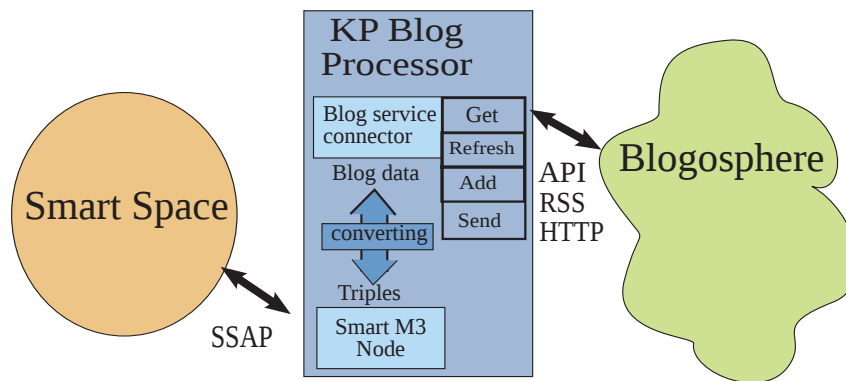 KP Blog
Processor
Blog service
connector
Get
Refresh
Add
Send
Blog data
converting
Triples
Smart M3
Node
Smart Space
SSAP
API
RSS
HTTP
Blogosphere